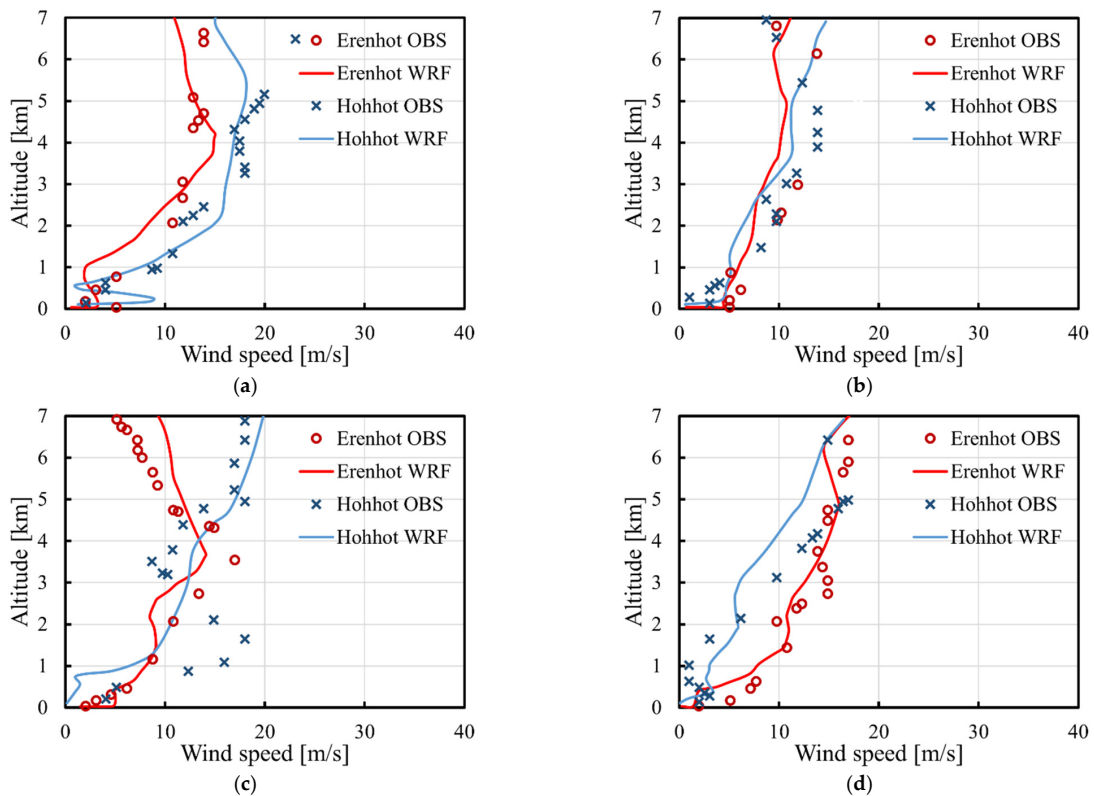 7
6
5
4
3
2
1
0
Altitude [km]
Erenhot OBS
Erenhot WRF
Hohhot OBS
Hohhot WRF
0 10 20 30 40
Wind speed [m/s]
(a)
7
6
5
4
3
2
1
0
Altitude [km]
Erenhot OBS
Erenhot WRF
Hohhot OBS
Hohhot WRF
0 10 20 30 40
Wind speed [m/s]
(b)
7
6
5
4
3
2
1
0
Altitude [km]
Erenhot OBS
Erenhot WRF
Hohhot OBS
Hohhot WRF
0 10 20 30 40
Wind speed [m/s]
(c)
7
6
5
4
3
2
1
0
Altitude [km]
Erenhot OBS
Erenhot WRF
Hohhot OBS
Hohhot WRF
0 10 20 30 40
Wind speed [m/s]
(d)